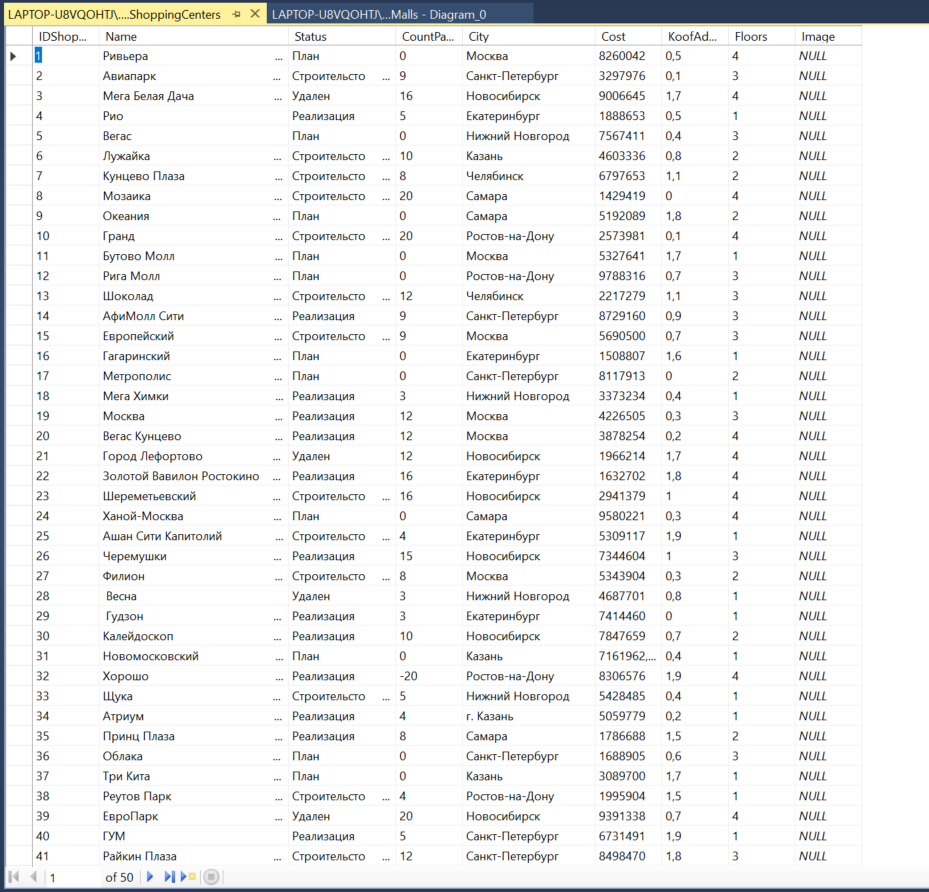 LAPTOP-U8VQOHTJ\....ShoppingCenters LAPTOP-U8VQOHTJ\...Malls - Diagram_0
IDShop... Name Status CountPa... City Cost KoofAd... Floors Image
1 Ривьера ... План 0 Москва 8260042 0,5 4 NULL
2 Авиапарк ... Строительсто ... 9 Санкт-Петербург 3297976 0,1 3 NULL
3 Мега Белая Дача ... Удален 16 Новосибирск 9006645 1,7 4 NULL
4 Рио ... Реализация 5 Екатеринбург 1888653 0,5 1 NULL
5 Вегас ... План 0 Нижний Новгород 7567411 0,4 3 NULL
6 Лужайка ... Строительсто ... 10 Казань 4603336 0,8 2 NULL
7 Кунцево Плаза ... Строительсто ... 8 Челябинск 6797653 1,1 2 NULL
8 Мозаика ... Строительсто ... 20 Самара 1429419 0 4 NULL
9 Океания ... План 0 Самара 5192089 1,8 2 NULL
10 Гранд ... Строительсто ... 20 Ростов-на-Дону 2573981 0,1 4 NULL
11 Бутово Молл ... План 0 Москва 5327641 1,7 1 NULL
12 Рига Молл ... План 0 Ростов-на-Дону 9788316 0,7 3 NULL
13 Шоколад ... Строительсто ... 12 Челябинск 2217279 1,1 3 NULL
14 АфиМолл Сити ... Реализация 9 Санкт-Петербург 8729160 0,9 3 NULL
15 Европейский ... Строительсто ... 9 Москва 5690500 0,7 3 NULL
16 Гагаринский ... План 0 Екатеринбург 1508807 1,6 1 NULL
17 Метрополис ... План 0 Санкт-Петербург 8117913 0 2 NULL
18 Мега Химки ... Реализация 3 Нижний Новгород 3373234 0,4 1 NULL
19 Москва ... Реализация 12 Москва 4226505 0,3 3 NULL
20 Вегас Кунцево ... Реализация 12 Москва 3878254 0,2 4 NULL
21 Город Лефортово ... Удален 12 Новосибирск 1966214 1,7 4 NULL
22 Золотой Вавилон Ростокино ... Реализация 16 Екатеринбург 1632702 1,8 4 NULL
23 Шереметьевский ... Строительсто ... 16 Новосибирск 2941379 1 4 NULL
24 Ханой-Москва ... План 0 Самара 9580221 0,3 4 NULL
25 Ашан Сити Капитолий ... Строительсто ... 4 Екатеринбург 5309117 1,9 1 NULL
26 Черемушки ... Реализация 15 Новосибирск 7344604 1 3 NULL
27 Филион ... Строительсто ... 8 Москва 5343904 0,3 2 NULL
28 Весна ... Удален 3 Нижний Новгород 4687701 0,8 1 NULL
29 Гудзон ... Реализация 3 Екатеринбург 7414460 0 1 NULL
30 Калейдоскоп ... Реализация 10 Новосибирск 7847659 0,7 2 NULL
31 Новомосковский ... План 0 Казань 7161962,... 0,4 1 NULL
32 Хорошо ... Реализация -20 Ростов-на-Дону 8306576 1,9 4 NULL
33 Щука ... Строительсто ... 5 Нижний Новгород 5428485 0,4 1 NULL
34 Атриум ... Реализация 4 г. Казань 5059779 0,2 1 NULL
35 Принц Плаза ... Реализация 8 Самара 1786688 1,5 2 NULL
36 Облака ... План 0 Санкт-Петербург 1688905 0,6 3 NULL
37 Три Кита ... План 0 Казань 3089700 1,7 1 NULL
38 Реутов Парк ... Строительсто ... 4 Ростов-на-Дону 1995904 1,5 1 NULL
39 ЕвроПарк ... Удален 20 Новосибирск 9391338 0,7 4 NULL
40 ГУМ ... Реализация 5 Санкт-Петербург 6731491 1,9 1 NULL
41 Райкин Плаза ... Строительсто ... 12 Санкт-Петербург 8498470 1,8 3 NULL
1 of 50